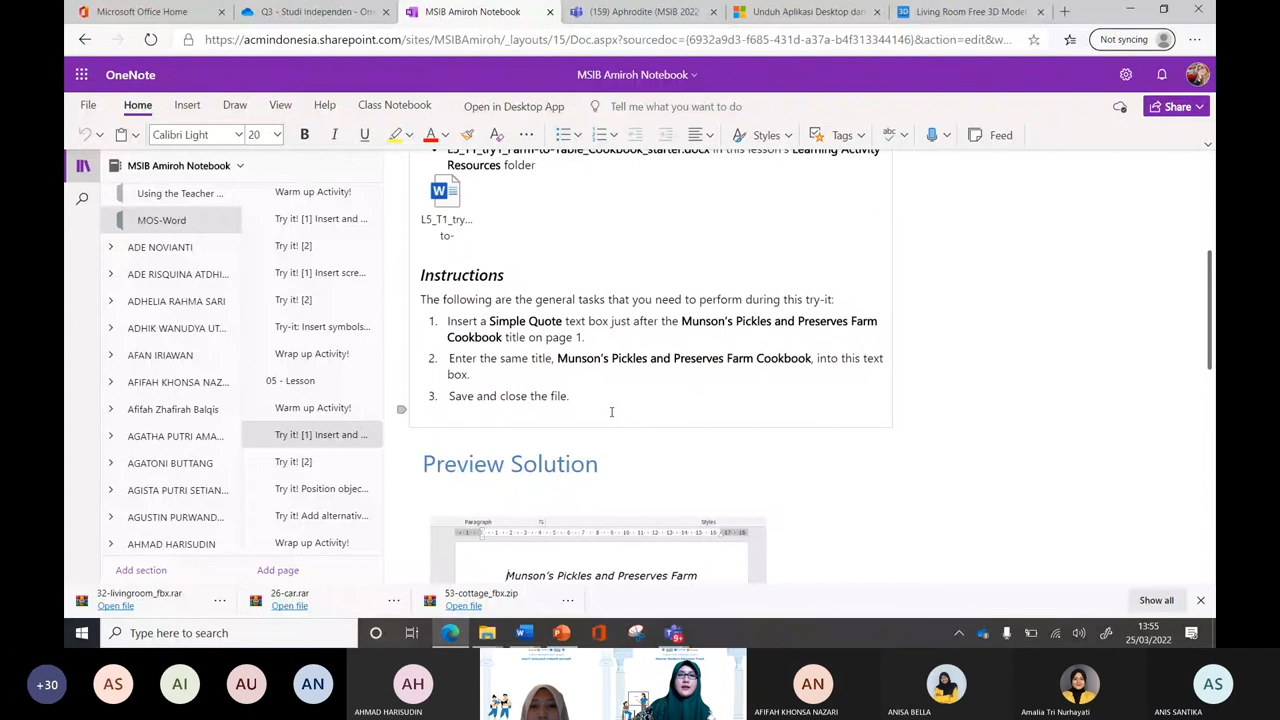 Microsoft Office Home
Q3 - Studi Independen - On
MSIB Amiroh Notebook
(159) Aphrodite (MSIB 2022
Unduh Aplikasi Desktop dan
Living Room Free 3D Model
https://acmindonesia.sharepoint.com/sites/MSIBAmiroh/_layouts/15/Doc.aspx?sourcedoc={6932a9d3-f685-431d-a37a-b4f313344146}&action=edit&w...
Not syncing
OneNote
MSIB Amiroh Notebook
File
Home
Insert
Draw
View
Help
Class Notebook
Open in Desktop App
Tell me what you want to do
Share
Calibri Light
20
B
I
U
Styles
Tags
Feed
MSIB Amiroh Notebook
Using the Teacher ...
MOS-Word
ADE NOVIANTI
ADE RISQUINA ATDHI...
ADHELIA RAHMA SARI
ADHIK WANUDYA UT...
AFAN IRIAWAN
AFIFAH KHONSA NAZ...
Afifah Zhafirah Balqis
AGATHA PUTRI AMA...
AGATONI BUTTANG
AGISTA PUTRI SETIAN...
AGUSTIN PURWAND...
AHMAD HARISUDIN
Add section
Warm up Activity!
Try it! [1] Insert and ...
Try it! [2]
Try it! [1] Insert scre...
Try it! [2]
Try-it: Insert symbols...
Wrap up Activity!
05 - Lesson
Warm up Activity!
Try it! [1] Insert and ...
Try it! [2]
Try it! Position objec...
Try it! Add alternativ...
Wrap up Activity!
Add page
L5_T1_try1_Farm-to-Table_Cookbook_starter.docx in this lesson's Learning Activity
Resources folder
L5_T1_try...
to-
Instructions
The following are the general tasks that you need to perform during this try-it:
1. Insert a Simple Quote text box just after the Munson's Pickles and Preserves Farm
Cookbook title on page 1.
2. Enter the same title, Munson's Pickles and Preserves Farm Cookbook, into this text
box.
3. Save and close the file.
Preview Solution
Paragraph
Styles
Munson's Pickles and Preserves Farm
32-livingroom_fbx.rar
Open file
26-car.rar
Open file
53-cottage_fbx.zip
Open file
Show all
Type here to search
9+
13:55
25/03/2022
+30
AS
AI
AU
AN
AH
AHMAD HARISUDIN
AN
AFIFAH KHONSA NAZARI
ANISA BELLA
Amalia Tri Nurhayati
AS
ANIS SANTIKA